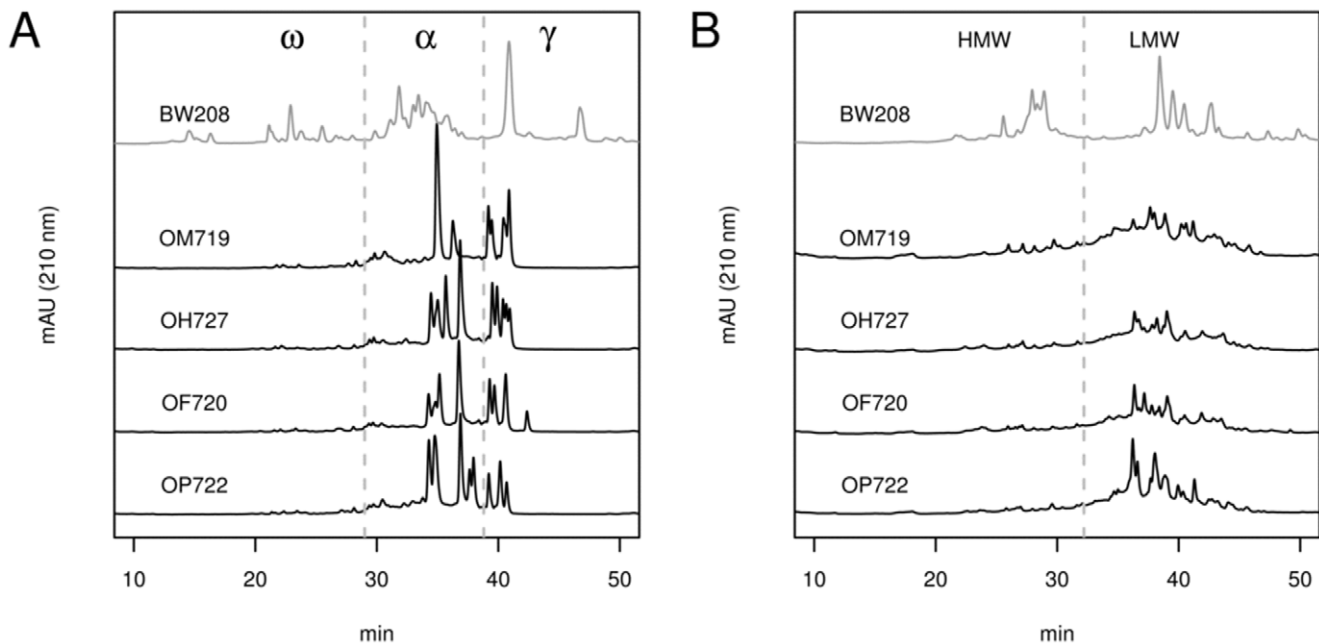 A
ω α γ
BW208
OM719
OH727
OF720
OP722
mAU (210 nm)
10 20 30 40 50
min
B
HMW LMW
BW208
OM719
OH727
OF720
OP722
mAU (210 nm)
10 20 30 40 50
min